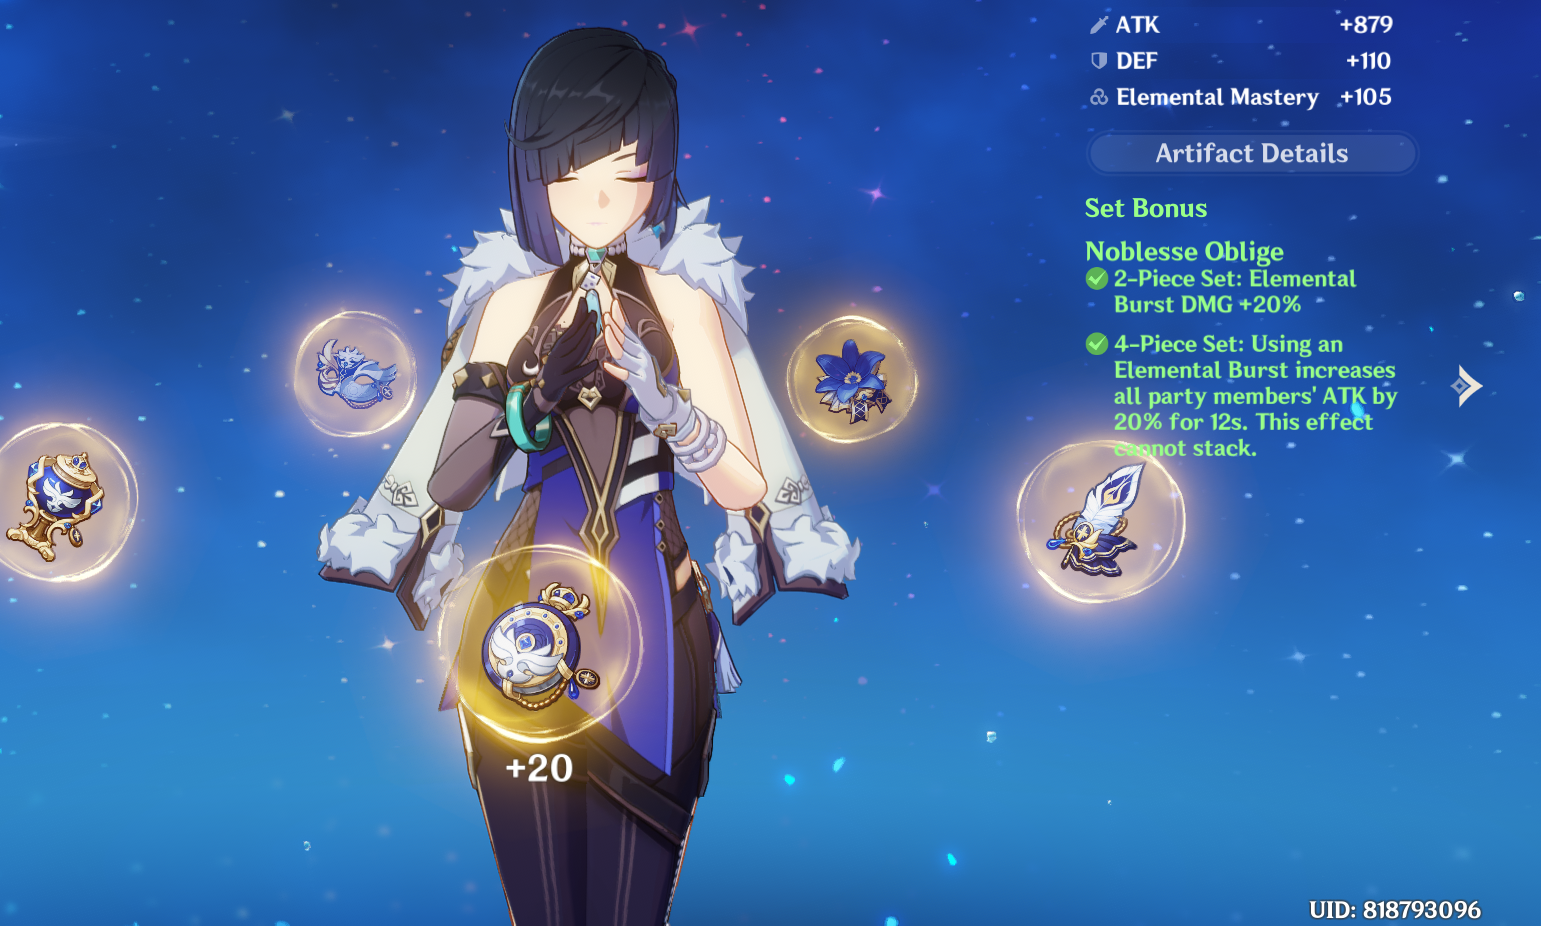 ATK +879
DEF +110
Elemental Mastery +105
Artifact Details
Set Bonus
Noblesse Oblige
2-Piece Set: Elemental
Burst DMG +20%
4-Piece Set: Using an
Elemental Burst increases
all party members' ATK by
20% for 12s. This effect
cannot stack.
+20
UID: 818793096